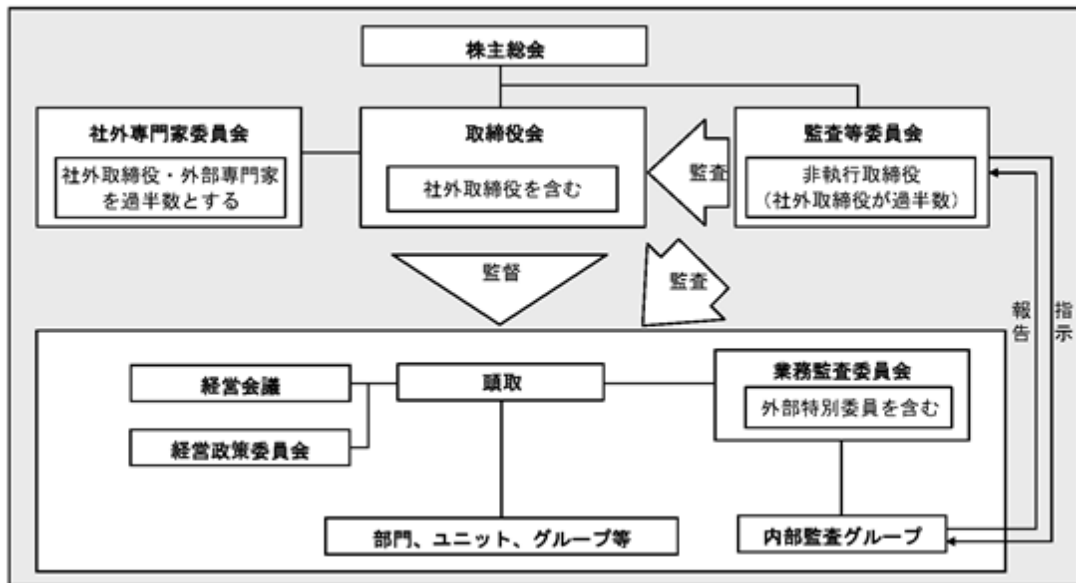 株主総会
社外専門家委員会
社外取締役・外部専門家
を過半数とする
取締役会
社外取締役を含む
監査
監査等委員会
非執行取締役
（社外取締役が過半数）
監督
監査
報告
指示
経営会議
頭取
業務監査委員会
外部特別委員を含む
経営政策委員会
部門、ユニット、グループ等
内部監査グループ